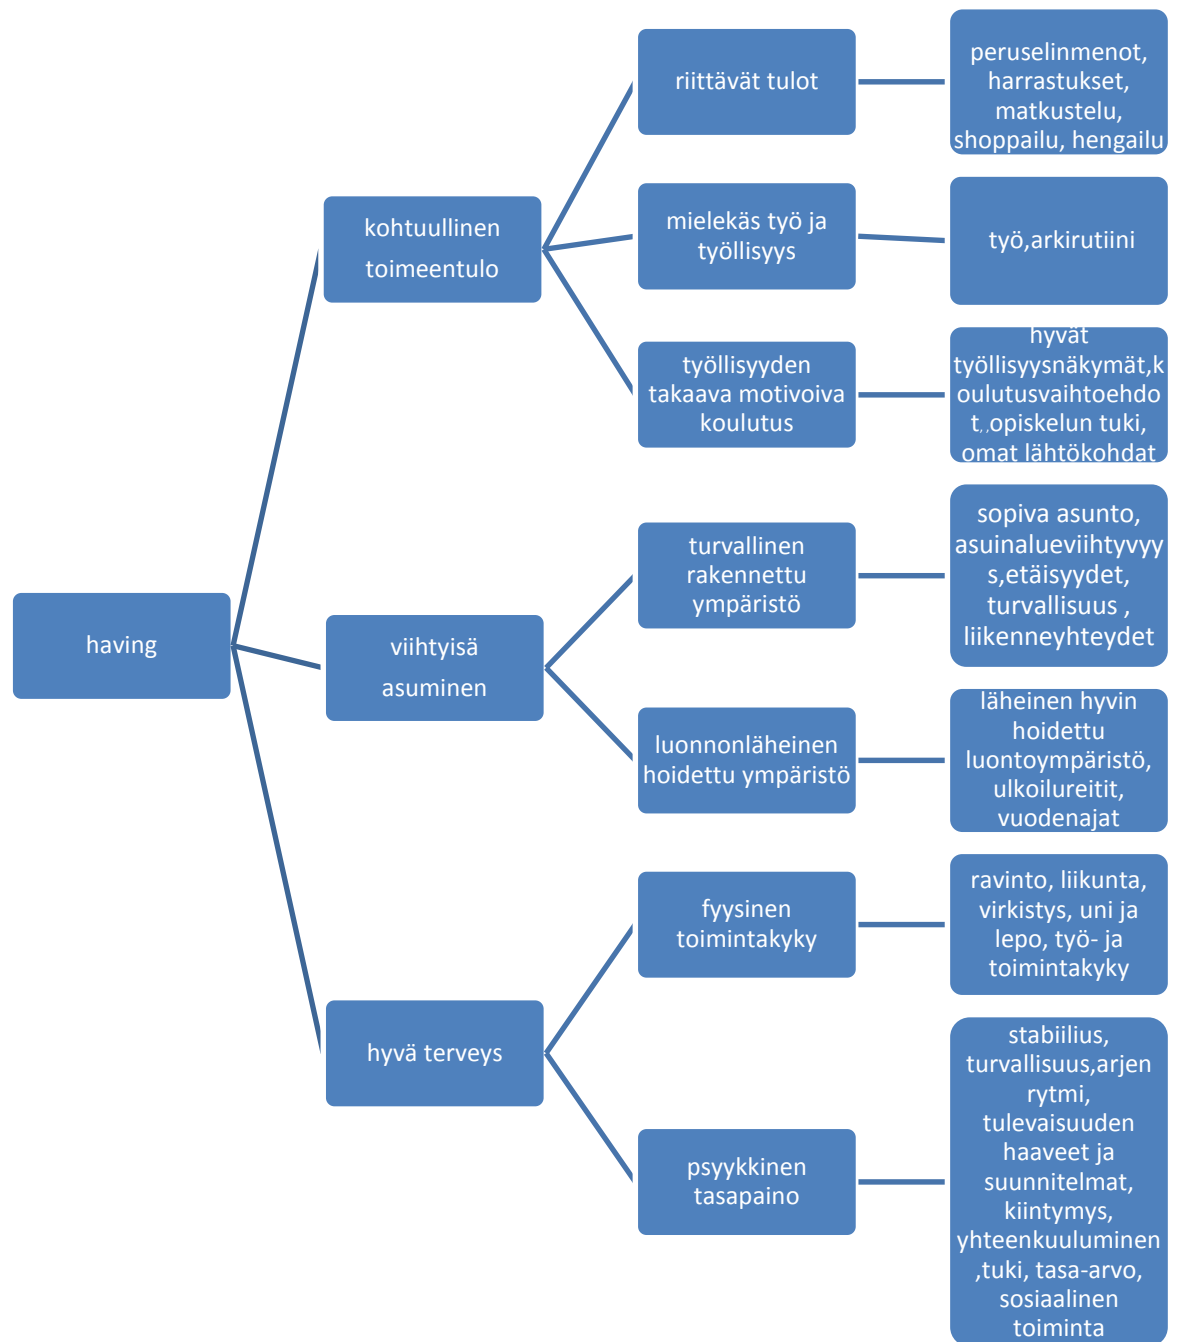 having
kohtuullinen
toimeentulo
riittävät tulot
peruselinmenot,
harrastukset,
matkustelu,
shoppailu, hengailu
mielekäs työ ja
työllisyys
työ,arkirutiini
työllisyyden
takaava motivoiva
koulutus
hyvät
työllisyysnäkymät,k
oulutusvaihtoehdo
t,,opiskelun tuki,
omat lähtökohdat
viihtyisä
asuminen
turvallinen
rakennettu
ympäristö
sopiva asunto,
asuinalueviihtyvyy
s,etäisyydet,
turvallisuus ,
liikenneyhteydet
luonnonläheinen
hoidettu ympäristö
läheinen hyvin
hoidettu
luontoympäristö,
ulkoilureitit,
vuodenajat
hyvä terveys
fyysinen
toimintakyky
ravinto, liikunta,
virkistys, uni ja
lepo, työ- ja
toimintakyky
psyykkinen
tasapaino
stabiilius,
turvallisuus,arjen
rytmi,
tulevaisuuden
haaveet ja
suunnitelmat,
kiintymys,
yhteenkuuluminen
,tuki, tasa-arvo,
sosiaalinen
toiminta